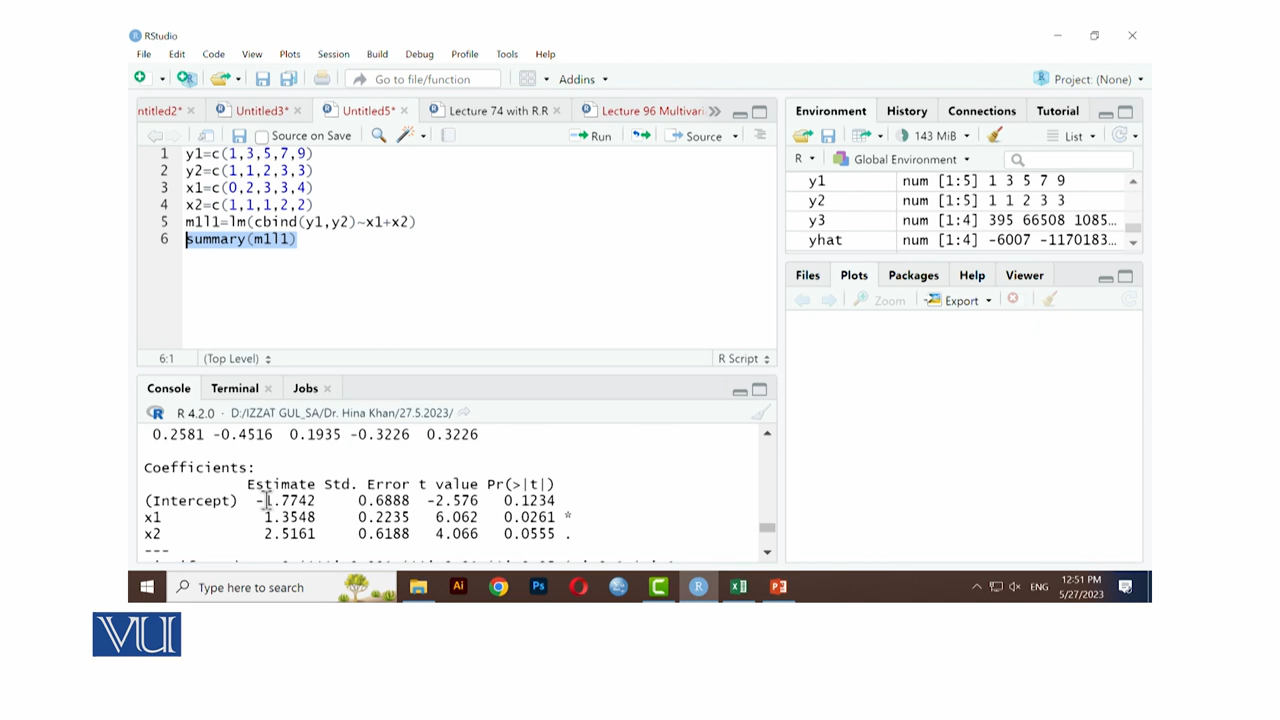 RStudio
File Edit Code View Plots Session Build Debug Profile Tools Help
Go to file/function Addins Project: (None)
ntitled2* Untitled3* Untitled5* Lecture 74 with R.R Lecture 96 Multivari
Source on Save Run Source
1 y1=c(1,3,5,7,9)
2 y2=c(1,1,2,3,3)
3 x1=c(0,2,3,3,4)
4 x2=c(1,1,1,2,2)
5 m1l1=lm(cbind(y1,y2)~x1+x2)
6 summary(m1l1)
6:1 (Top Level) R Script
Console Terminal Jobs
R 4.2.0 · D:/IZZAT GUL_SA/Dr. Hina Khan/27.5.2023/
0.2581 -0.4516 0.1935 -0.3226 0.3226
Coefficients:
Estimate Std. Error t value Pr(>|t|)
(Intercept) -1.7742 0.6888 -2.576 0.1234
x1 1.3548 0.2235 6.062 0.0261 *
x2 2.5161 0.6188 4.066 0.0555 .
---
Environment History Connections Tutorial
143 MiB List
R Global Environment
y1 num [1:5] 1 3 5 7 9
y2 num [1:5] 1 1 2 3 3
y3 num [1:4] 395 66508 1085...
yhat num [1:4] -6007 -1170183...
Files Plots Packages Help Viewer
Zoom Export
Type here to search Ai Ps ENG 12:51 PM
5/27/2023
VU